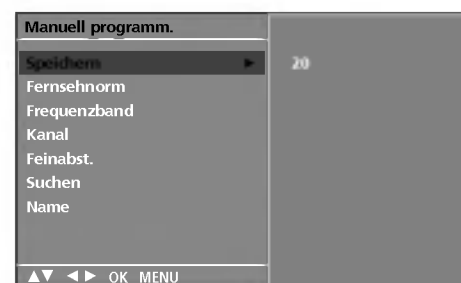 Manuell programm.
Speichern ► 20
Fernsehnorm
Frequenzband
Kanal
Feinabst.
Suchen
Name
▲▼ ◄► OK MENU